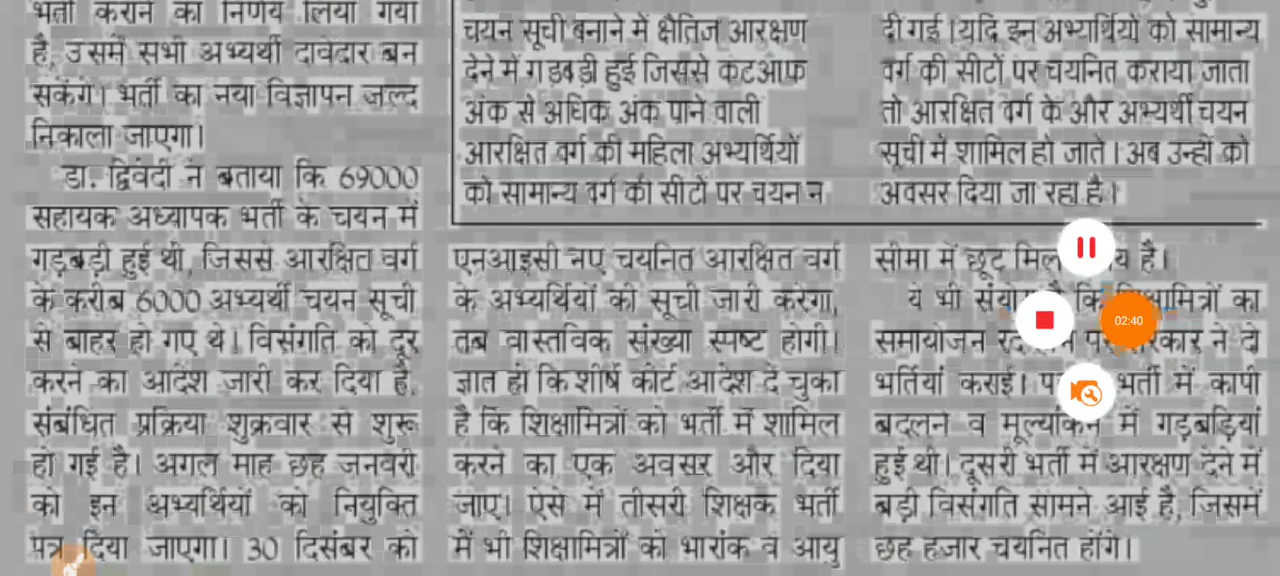 भर्ती कराने का निर्णय लिया गया
है, उसमें सभी अभ्यर्थी दावेदार बन
सकेंगे। भर्ती का नया विज्ञापन जल्द
निकाला जाएगा।
डा. द्विवेदी ने बताया कि 69000
सहायक अध्यापक भर्ती के चयन में
गड़बड़ी हुई थी, जिससे आरक्षित वर्ग
के करीब 6000 अभ्यर्थी चयन सूची
से बाहर हो गए थे। विसंगति को दूर
करने का आदेश जारी कर दिया है,
संबंधित प्रक्रिया शुक्रवार से शुरू
हो गई है। अगले माह छह जनवरी
को इन अभ्यर्थियों को नियुक्ति
पत्र दिया जाएगा। 30 दिसंबर को
चयन सूची बनाने में क्षैतिज आरक्षण
देने में गडबडी हुई जिससे कटआफ
अंक से अधिक अंक पाने वाली
आरक्षित वर्ग की महिला अभ्यर्थियों
को सामान्य वर्ग की सीटों पर चयन न
दी गई।यदि इन अभ्यर्थियों को सामान्य
वर्ग की सीटों पर चयनित कराया जाता
तो आरक्षित वर्ग के और अभ्यर्थी चयन
सूची में शामिल हो जाते। अब उन्हीं को
अवसर दिया जा रहा है।
एनआइसी नए चयनित आरक्षित वर्ग
के अभ्यर्थियों की सूची जारी करेगा,
तब वास्तविक संख्या स्पष्ट होगी।
ज्ञात हो कि शीर्ष कोर्ट आदेश दे चुका
है कि शिक्षामित्रों को भर्ती में शामिल
करने का एक अवसर और दिया
जाए। ऐसे में तीसरी शिक्षक भर्ती
में भी शिक्षामित्रों को भारांक व आयु
सीमा में छूट मिल है।
ये भी संयोग है कि शिक्षामित्रों का
समायोजन पर सरकार ने दो
भर्तियां कराई। भर्ती में कापी
बदलने व मूल्यांकन में गड़बड़ियां
हुई थी। दूसरी भर्ती में आरक्षण देने में
बड़ी विसंगति सामने आई है, जिसमें
छह हजार चयनित होंगे।
02:40